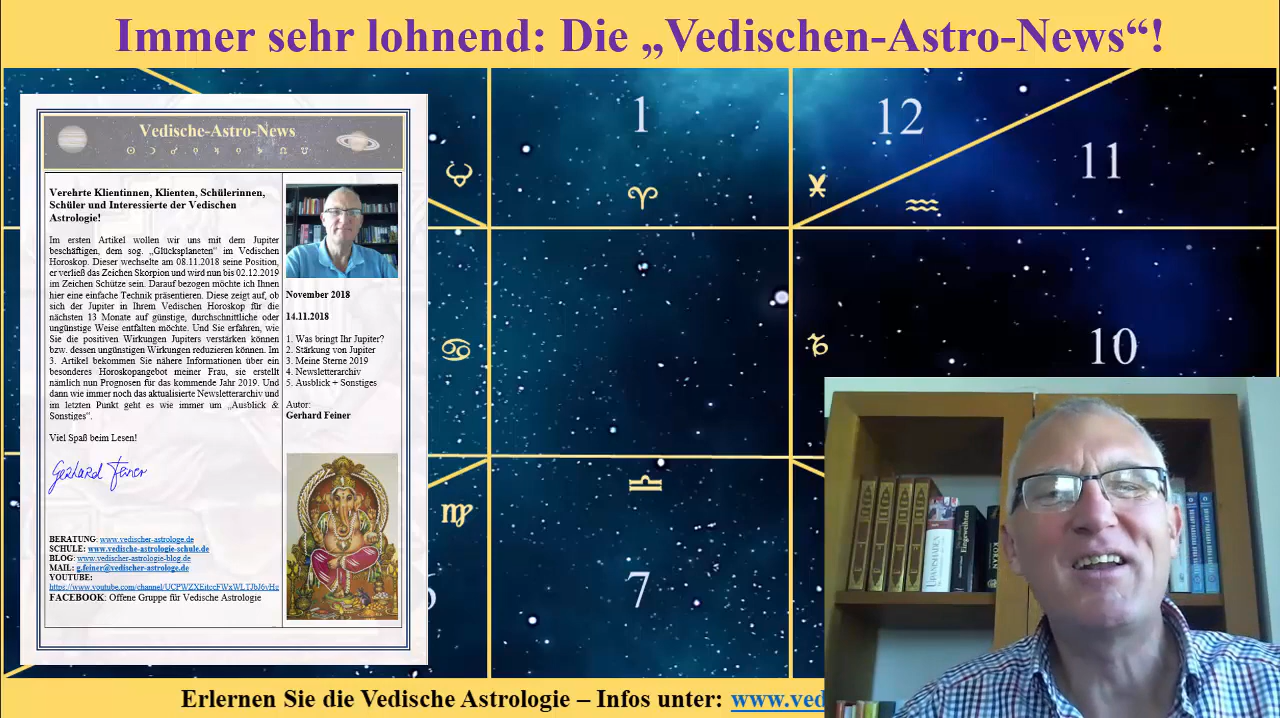 Immer sehr lohnend: Die „Vedischen-Astro-News“!
Vedische-Astro-News
Verehrte Klientinnen, Klienten, Schülerinnen,
Schüler und Interessierte der Vedischen
Astrologie!
Im ersten Artikel wollen wir uns mit dem Jupiter
beschäftigen, dem sog. „Glücksplaneten“ im Vedischen
Horoskop. Dieser wechselte am 08.11.2018 seine Position,
er verließ das Zeichen Skorpion und wird nun bis 02.12.2019
im Zeichen Schütze sein. Darauf bezogen möchte ich Ihnen
hier eine einfache Technik präsentieren. Diese zeigt auf, ob
sich der Jupiter in Ihrem Vedischen Horoskop für die
nächsten 13 Monate auf günstige, durchschnittliche oder
ungünstige Weise entfalten möchte. Und Sie erfahren, wie
Sie die positiven Wirkungen Jupiters verstärken können
bzw. dessen ungünstigen Wirkungen reduzieren können. Im
3. Artikel bekommen Sie nähere Informationen über ein
besonderes Horoskopangebot meiner Frau, sie erstellt
nämlich nun Prognosen für das kommende Jahr 2019. Und
dann wie immer noch das aktualisierte Newsletterarchiv und
im letzten Punkt geht es wie immer um „Ausblick &
Sonstiges“.
Viel Spaß beim Lesen!
Gerhard Feiner
BERATUNG: www.vedischer-astrologe.de
SCHULE: www.vedische-astrologie-schule.de
BLOG: www.vedischer-astrologie-blog.de
MAIL: g.feiner@vedischer-astrologe.de
YOUTUBE:
FACEBOOK: Offene Gruppe für Vedische Astrologie
November 2018
14.11.2018
1. Was bringt Ihr Jupiter?
2. Stärkung von Jupiter
3. Meine Sterne 2019
4. Newsletterarchiv
5. Ausblick + Sonstiges
Autor:
Gerhard Feiner
1
12
11
10
7
UPANISHADEN
Eingeweihten
Erlernen Sie die Vedische Astrologie – Infos unter: www.ved